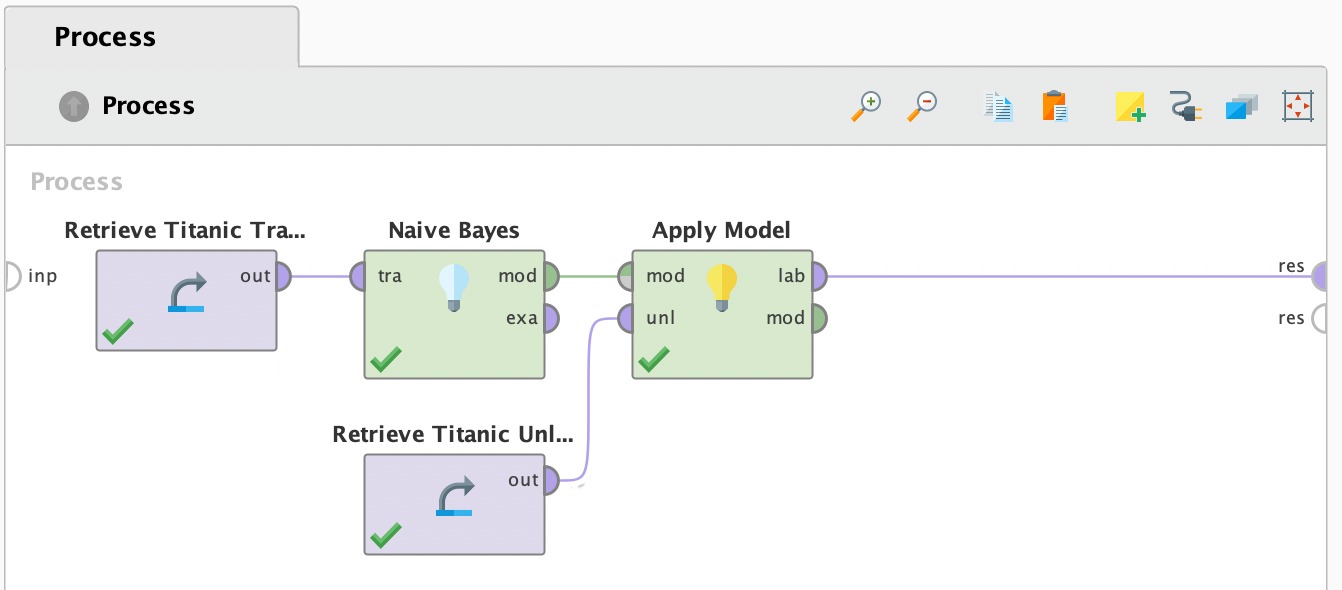 Process
Process
Process
Retrieve Titanic Tra...
Naive Bayes
Apply Model
inp
out
tra
mod
mod
lab
res
exa
unl
mod
res
Retrieve Titanic Unl...
out